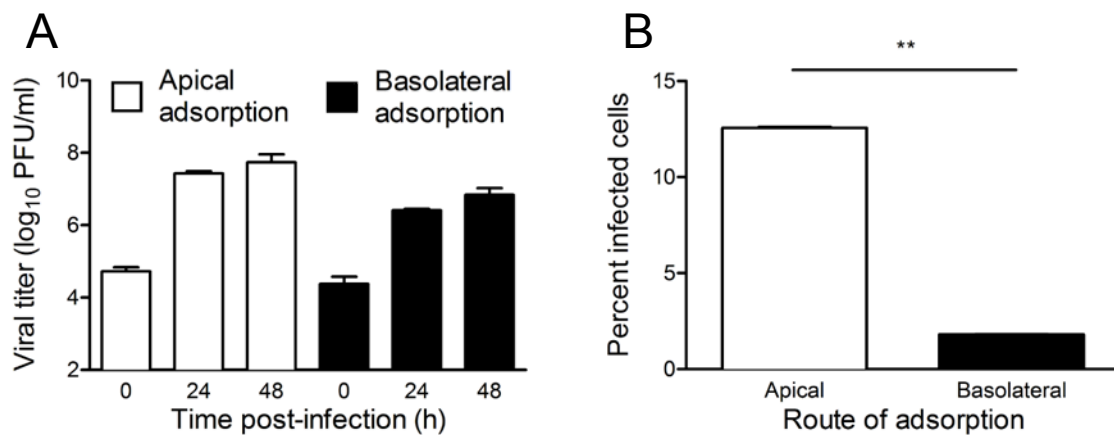 A
Viral titer (log10 PFU/ml)
10
8
6
4
2
Apical
adsorption
Basolateral
adsorption
0 24 48 0 24 48
Time post-infection (h)
B
**
Percent infected cells
15
10
5
0
Apical Basolateral
Route of adsorption